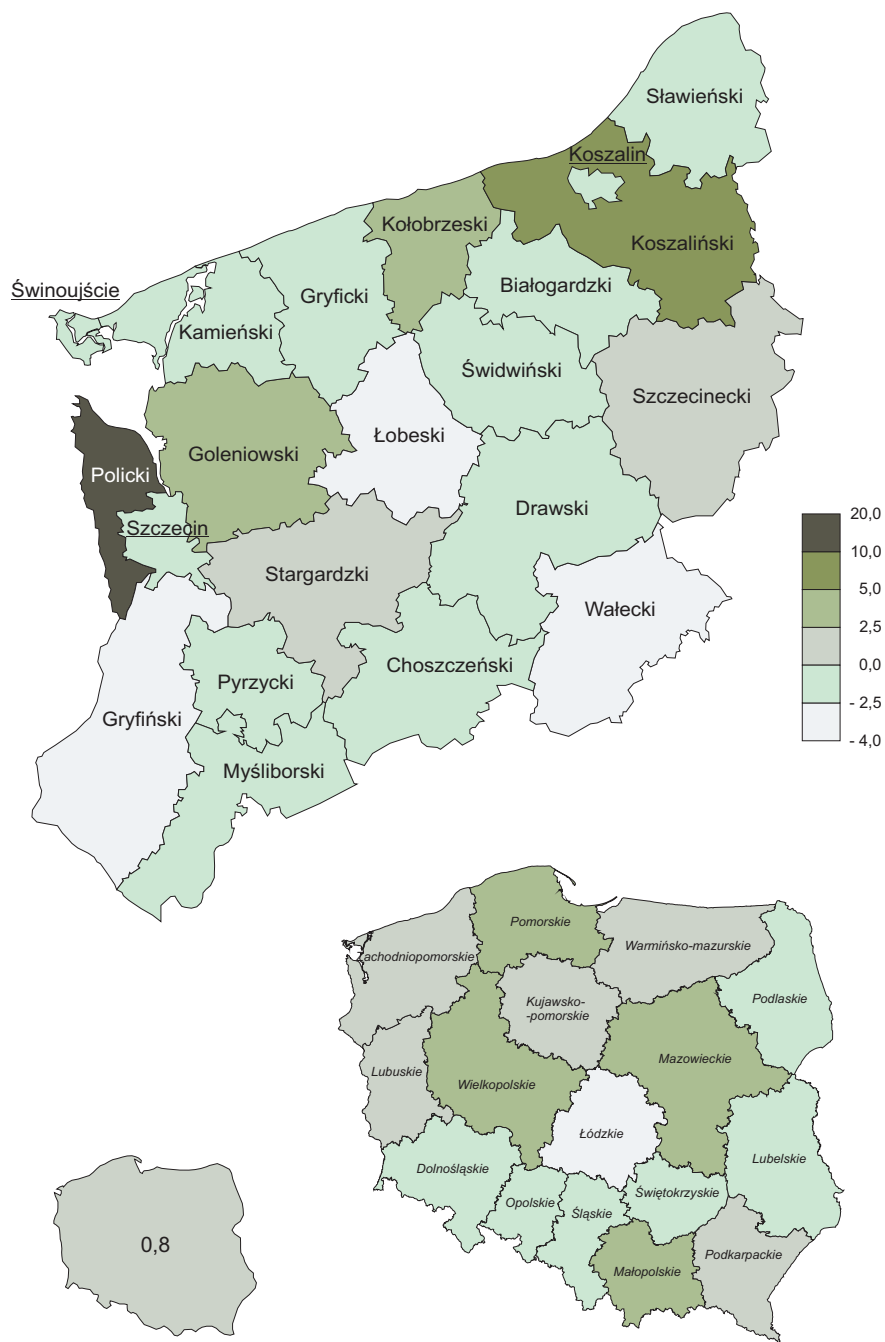 Sławieński
Koszalin
Kołobrzeski
Koszaliński
Białogardzki
Świnoujście
Gryficki
Kamieński
Świdwiński
Szczecinecki
Łobeski
Goleniowski
Policki
Drawski
Szczecin
Stargardzki
Wałecki
Choszczeński
Pyrzycki
Gryfiński
Myśliborski
20,0
10,0
5,0
2,5
0,0
- 2,5
- 4,0
Pomorskie
achodniopomorskie
Warmińsko-mazurskie
Kujawsko-
-pomorskie
Podlaskie
Mazowieckie
Lubuskie
Wielkopolskie
Łódzkie
Lubelskie
Dolnośląskie
Opolskie
Śląskie
Świętokrzyskie
Podkarpackie
Małopolskie
0,8